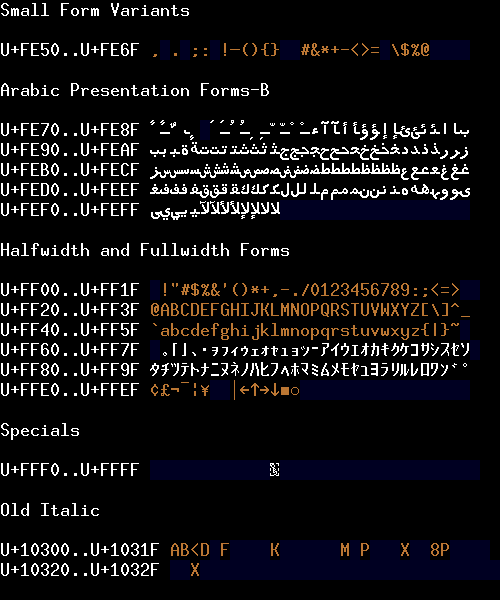 Small Form Variants
U+FE50..U+FE6F , . ;: !-(){} #&*+-<>= \$%@
Arabic Presentation Forms-B
U+FE70..U+FE8F
U+FE90..U+FEAF
U+FEB0..U+FECF
U+FED0..U+FEEF
U+FEF0..U+FEFF
Halfwidth and Fullwidth Forms
U+FF00..U+FF1F !"#$%&'()*+,-./0123456789:;<=>
U+FF20..U+FF3F @ABCDEFGHIJKLMNOPQRSTUVWXYZ[\]^_
U+FF40..U+FF5F `abcdefghijklmnopqrstuvwxyz{|}~
U+FF60..U+FF7F ｡｢｣､･ｦｧｨｩｪｫｬｭｮｯｰｱｲｳｴｵｶｷｸｹｺｻｼｽｾｿ
U+FF80..U+FF9F ﾀﾁﾂﾃﾄﾅﾆﾇﾈﾉﾊﾋﾌﾍﾎﾏﾐﾑﾒﾓﾔﾕﾖﾗﾘﾙﾚﾛﾜﾝﾞﾟ
U+FFE0..U+FFEF ¢£¬¯¦¥ |←↑→↓■○
Specials
U+FFF0..U+FFFF
Old Italic
U+10300..U+1031F AB<D F K M P X 8P
U+10320..U+1032F X